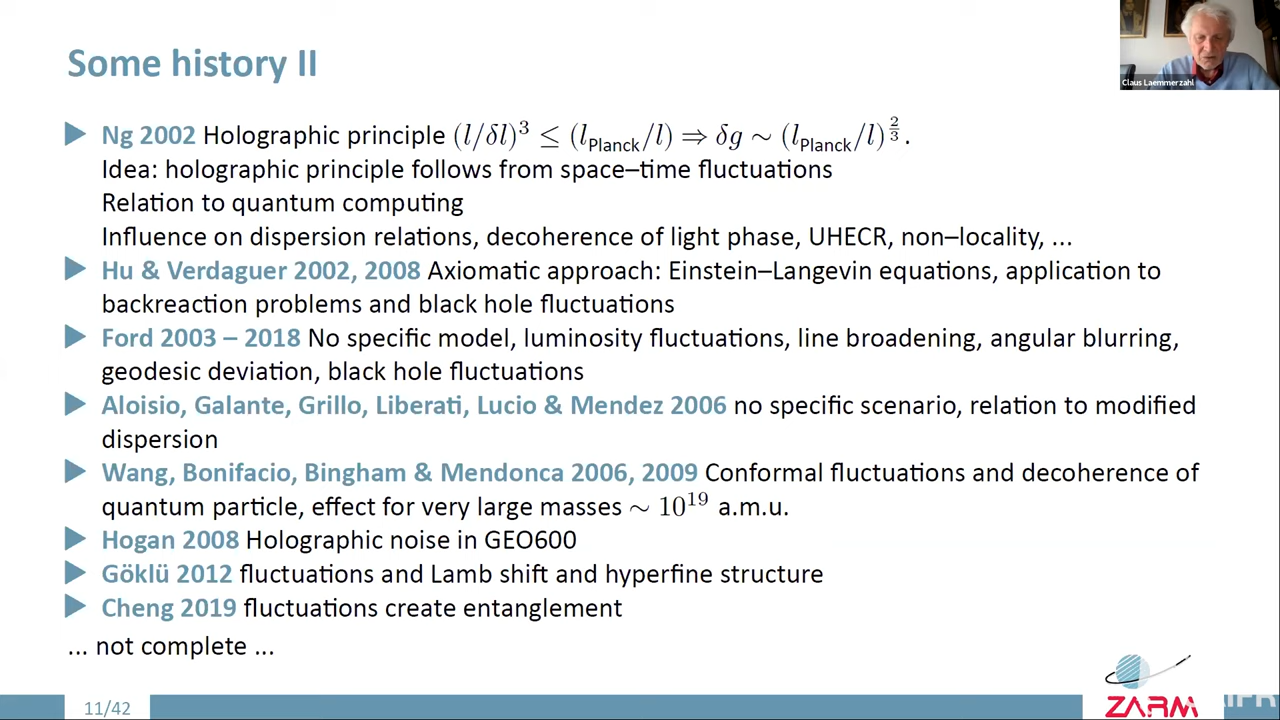 Some history II
Claus Laemmerzahl
▶ Ng 2002 Holographic principle (l/δl)³ ≤ (l_Planck/l) ⇒ δg ∼ (l_Planck/l)^(2/3).
Idea: holographic principle follows from space–time fluctuations
Relation to quantum computing
Influence on dispersion relations, decoherence of light phase, UHECR, non–locality, ...
▶ Hu & Verdaguer 2002, 2008 Axiomatic approach: Einstein–Langevin equations, application to
backreaction problems and black hole fluctuations
▶ Ford 2003 – 2018 No specific model, luminosity fluctuations, line broadening, angular blurring,
geodesic deviation, black hole fluctuations
▶ Aloisio, Galante, Grillo, Liberati, Lucio & Mendez 2006 no specific scenario, relation to modified
dispersion
▶ Wang, Bonifacio, Bingham & Mendonca 2006, 2009 Conformal fluctuations and decoherence of
quantum particle, effect for very large masses ∼ 10¹⁹ a.m.u.
▶ Hogan 2008 Holographic noise in GEO600
▶ Göklü 2012 fluctuations and Lamb shift and hyperfine structure
▶ Cheng 2019 fluctuations create entanglement
... not complete ...
11/42
ZARM